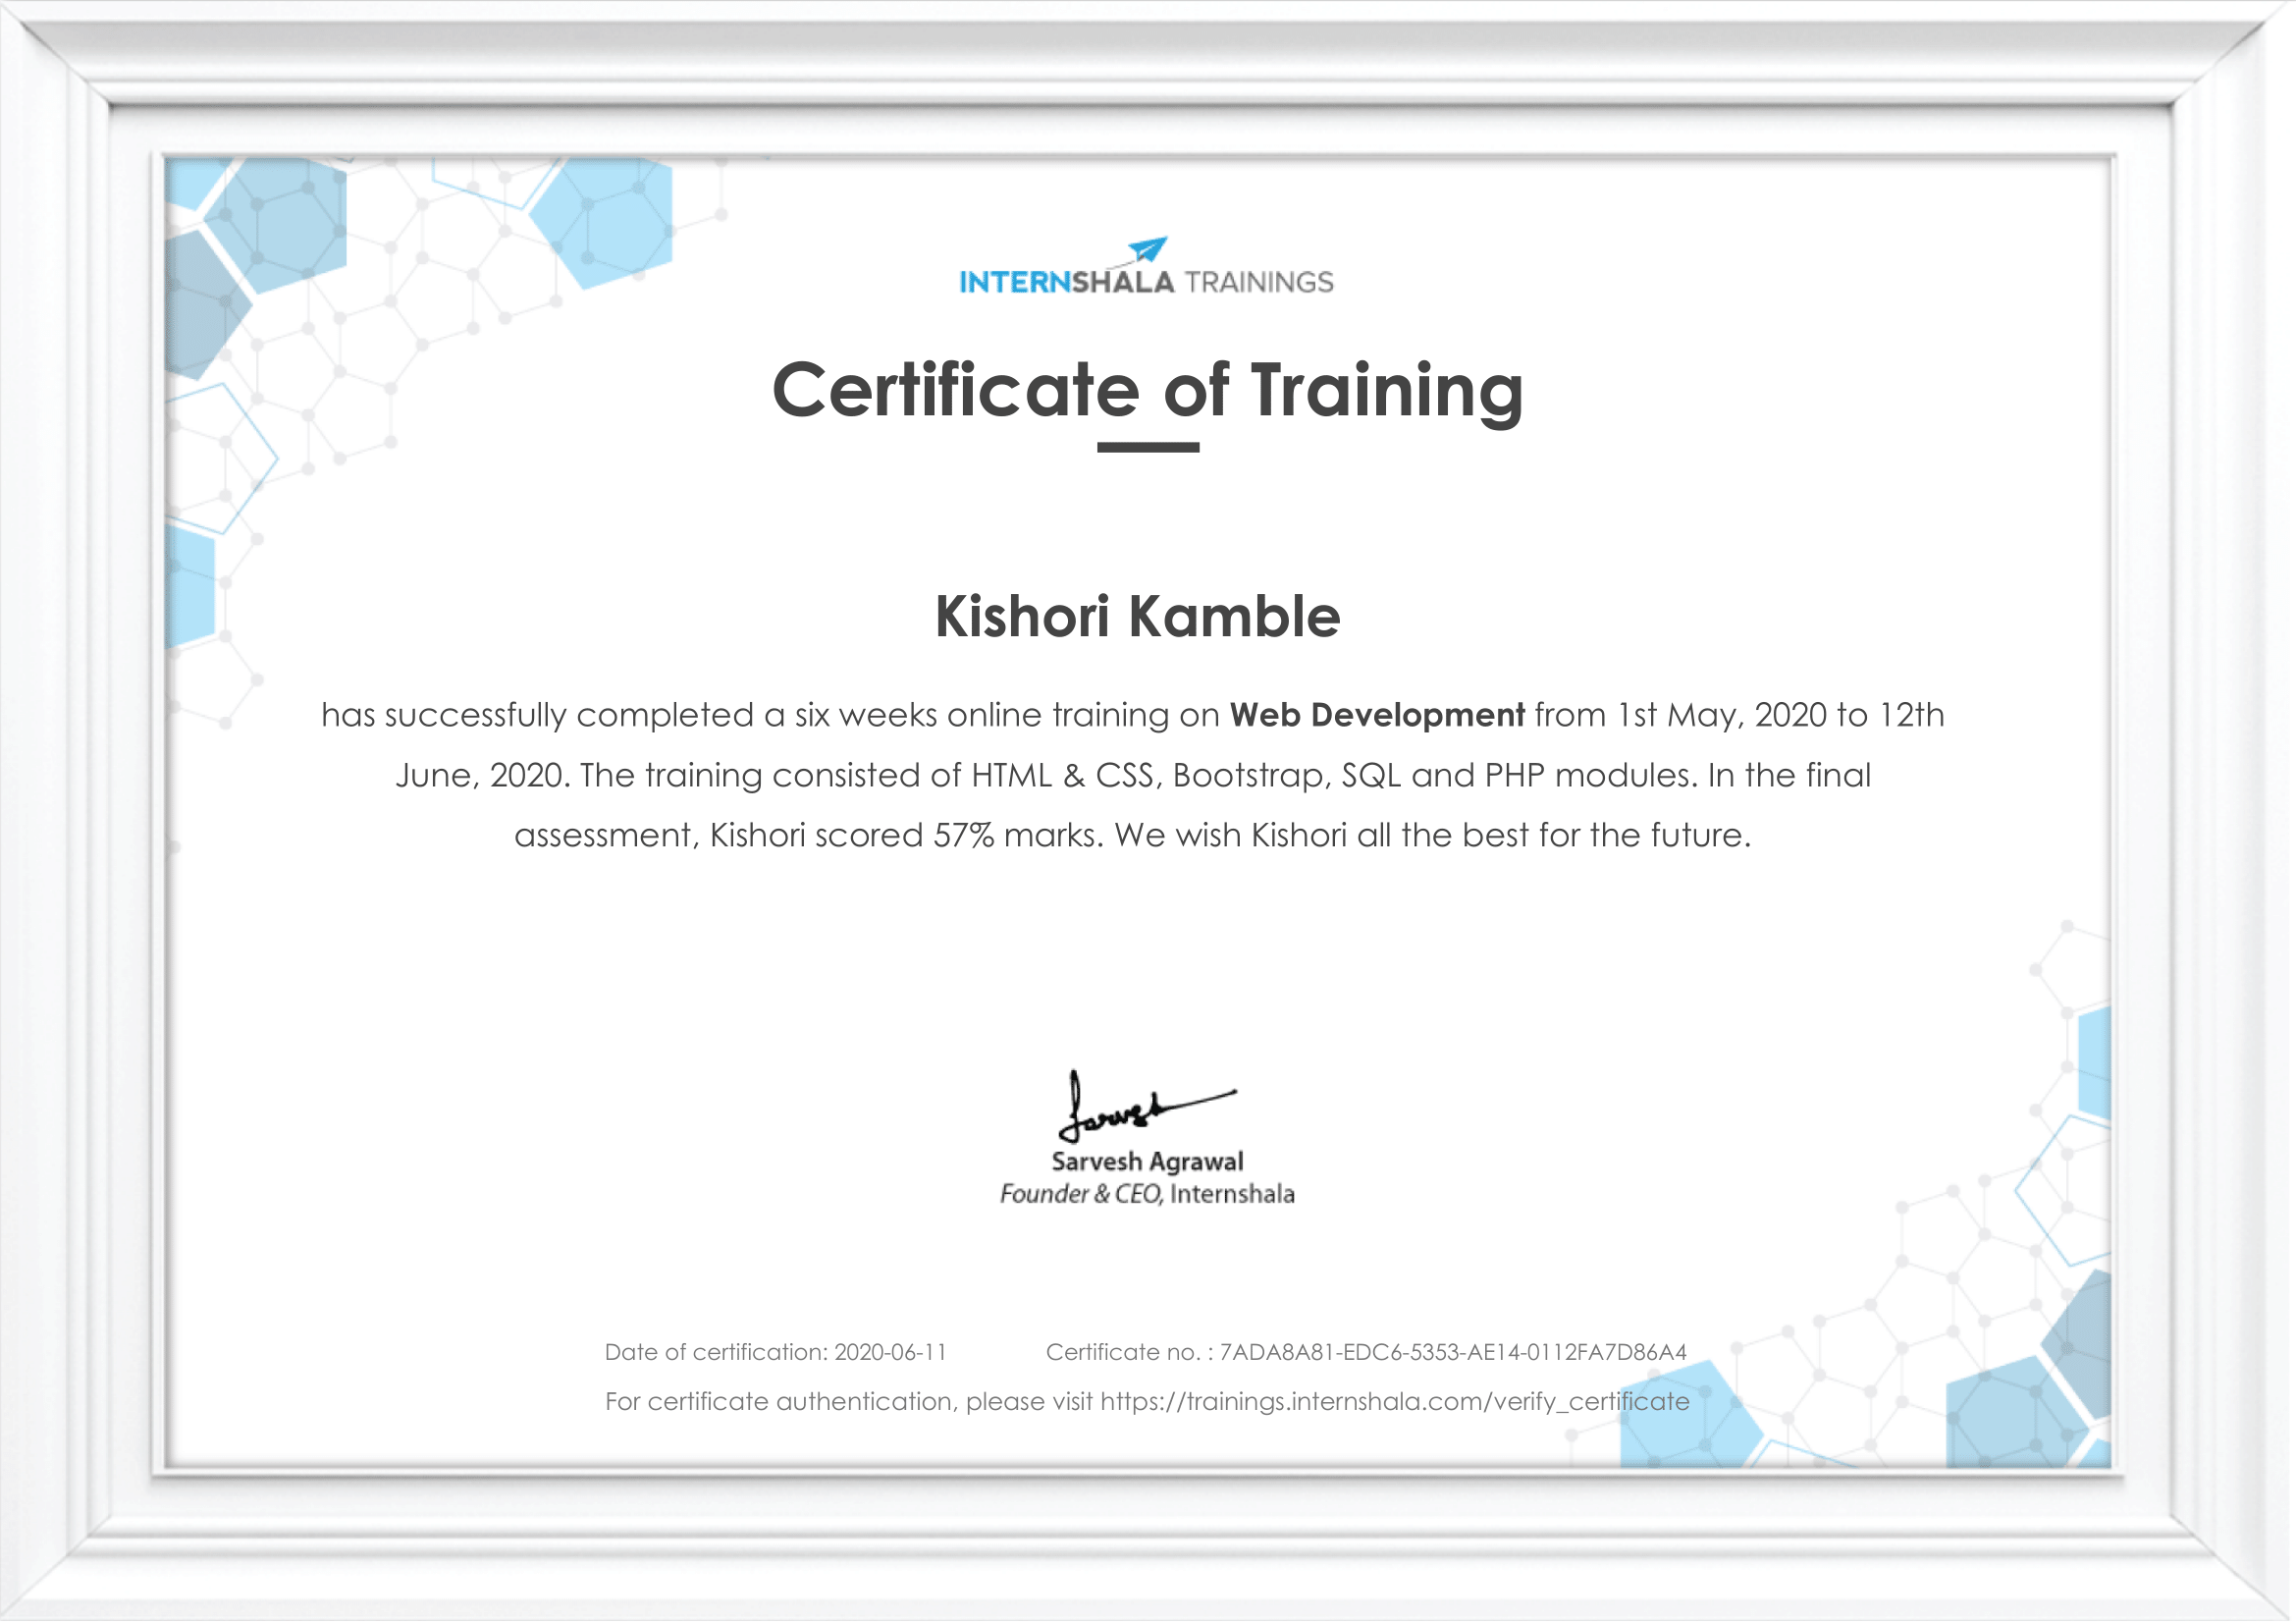 INTERNSHALA TRAININGS
Certificate of Training
Kishori Kamble
has successfully completed a six weeks online training on Web Development from 1st May, 2020 to 12th
June, 2020. The training consisted of HTML & CSS, Bootstrap, SQL and PHP modules. In the final
assessment, Kishori scored 57% marks. We wish Kishori all the best for the future.
Sarvesh
Sarvesh Agrawal
Founder & CEO, Internshala
Date of certification: 2020-06-11 Certificate no. : 7ADA8A81-EDC6-5353-AE14-0112FA7D86A4
For certificate authentication, please visit https://trainings.internshala.com/verify_certificate